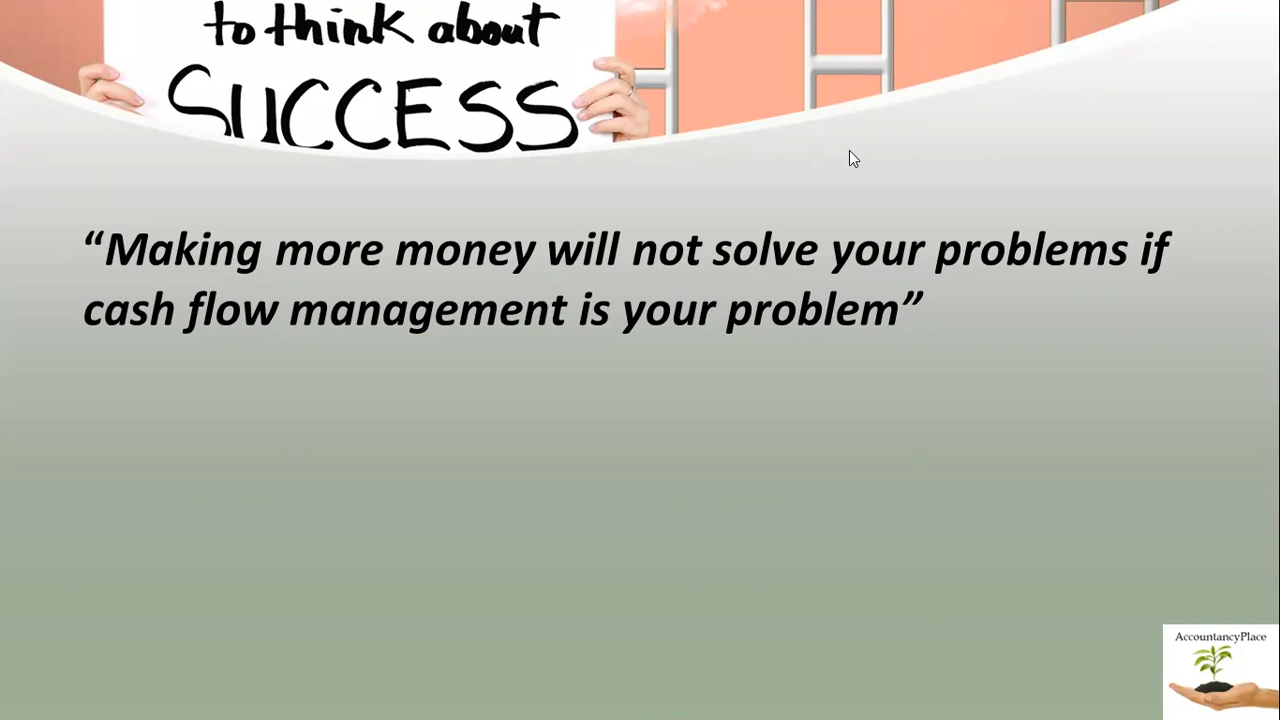 to think about
SUCCESS
“Making more money will not solve your problems if
cash flow management is your problem”
AccountancyPlace